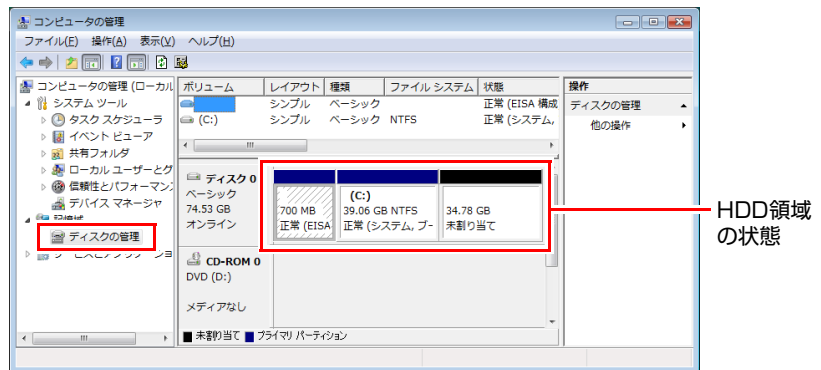 コンピュータの管理
ファイル(F) 操作(A) 表示(V) ヘルプ(H)
コンピュータの管理 (ローカル
システム ツール
タスク スケジューラ
イベント ビューア
共有フォルダ
ローカル ユーザーとグ
信頼性とパフォーマンス
デバイス マネージャ
記憶域
ディスクの管理
ボリューム レイアウト 種類 ファイル システム 状態
シンプル ベーシック 正常 (EISA 構成
(C:) シンプル ベーシック NTFS 正常 (システム,
ディスク 0
ベーシック
74.53 GB
オンライン
700 MB
正常 (EISA
(C:)
39.06 GB NTFS
正常 (システム, ブー
34.78 GB
未割り当て
CD-ROM 0
DVD (D:)
メディアなし
未割り当て プライマリ パーティション
操作
ディスクの管理
他の操作
HDD領域
の状態